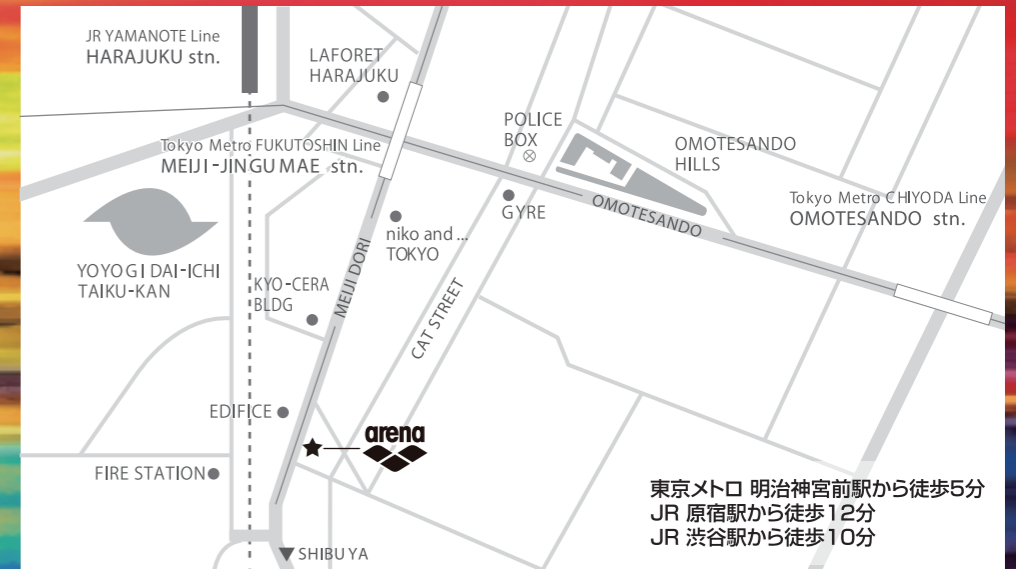 JR YAMANOTE Line
HARAJUKU stn.
LAFORET
HARAJUKU
POLICE
BOX
OMOTESANDO
HILLS
Tokyo Metro FUKUTOSHIN Line
MEIJI-JINGU MAE stn.
Tokyo Metro CHIYODA Line
OMOTESANDO stn.
GYRE
OMOTESANDO
niko and ...
TOKYO
YOYOGI DAI-ICHI
TAIKU-KAN
KYO-CERA
BLDG
MEIJI DORI
CAT STREET
EDIFICE
arena
FIRE STATION
SHIBUYA
東京メトロ 明治神宮前駅から徒歩5分
JR 原宿駅から徒歩12分
JR 渋谷駅から徒歩10分